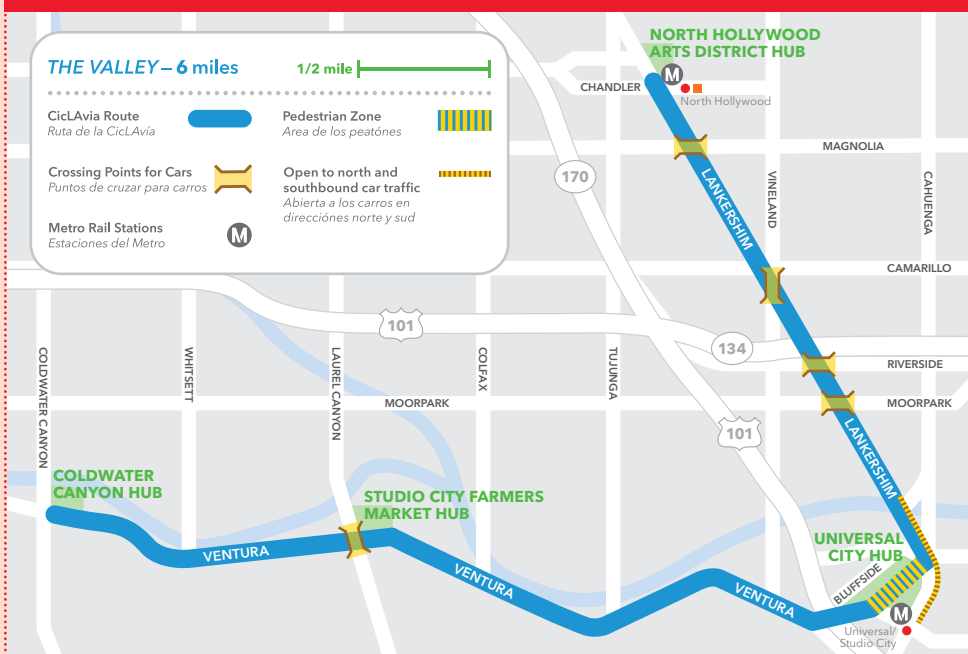 THE VALLEY – 6 miles
1/2 mile
CicLAvia Route
Ruta de la CicLAvía
Pedestrian Zone
Area de los peatónes
Crossing Points for Cars
Puntos de cruzar para carros
Open to north and
southbound car traffic
Abierta a los carros en
direcciónes norte y sud
Metro Rail Stations
Estaciones del Metro
M
NORTH HOLLYWOOD
ARTS DISTRICT HUB
M
CHANDLER
North Hollywood
MAGNOLIA
170
LANKERSHIM
VINELAND
CAHUENGA
CAMARILLO
101
134
COLDWATER CANYON
WHITSETT
LAUREL CANYON
COLFAX
TUJUNGA
RIVERSIDE
MOORPARK
MOORPARK
101
LANKERSHIM
COLDWATER
CANYON HUB
STUDIO CITY FARMERS
MARKET HUB
UNIVERSAL
CITY HUB
VENTURA
VENTURA
VENTURA
BLUFFSIDE
M
Universal/
Studio City